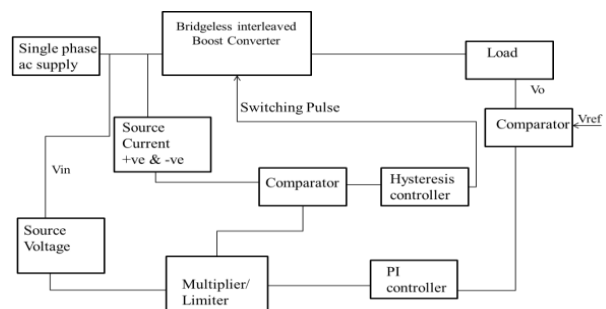 Bridgeless interleaved
Boost Converter
Single phase
ac supply
Load
Vo
Switching Pulse
Vref
Source
Current
+ve & -ve
Comparator
Vin
Comparator
Hysteresis
controller
Source
Voltage
Multiplier/
Limiter
PI
controller